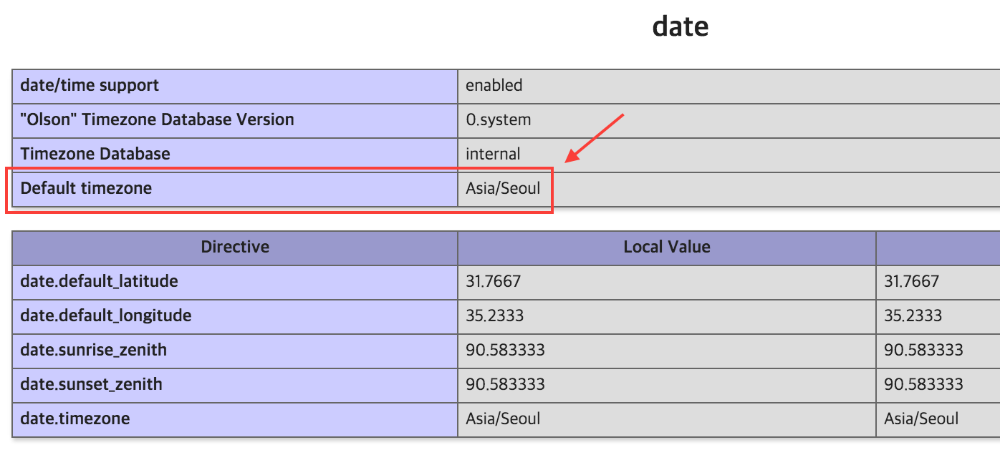 date
date/time support enabled
"Olson" Timezone Database Version 0.system
Timezone Database internal
Default timezone Asia/Seoul
Directive Local Value
date.default_latitude 31.7667 31.7667
date.default_longitude 35.2333 35.2333
date.sunrise_zenith 90.583333 90.583333
date.sunset_zenith 90.583333 90.583333
date.timezone Asia/Seoul Asia/Seoul